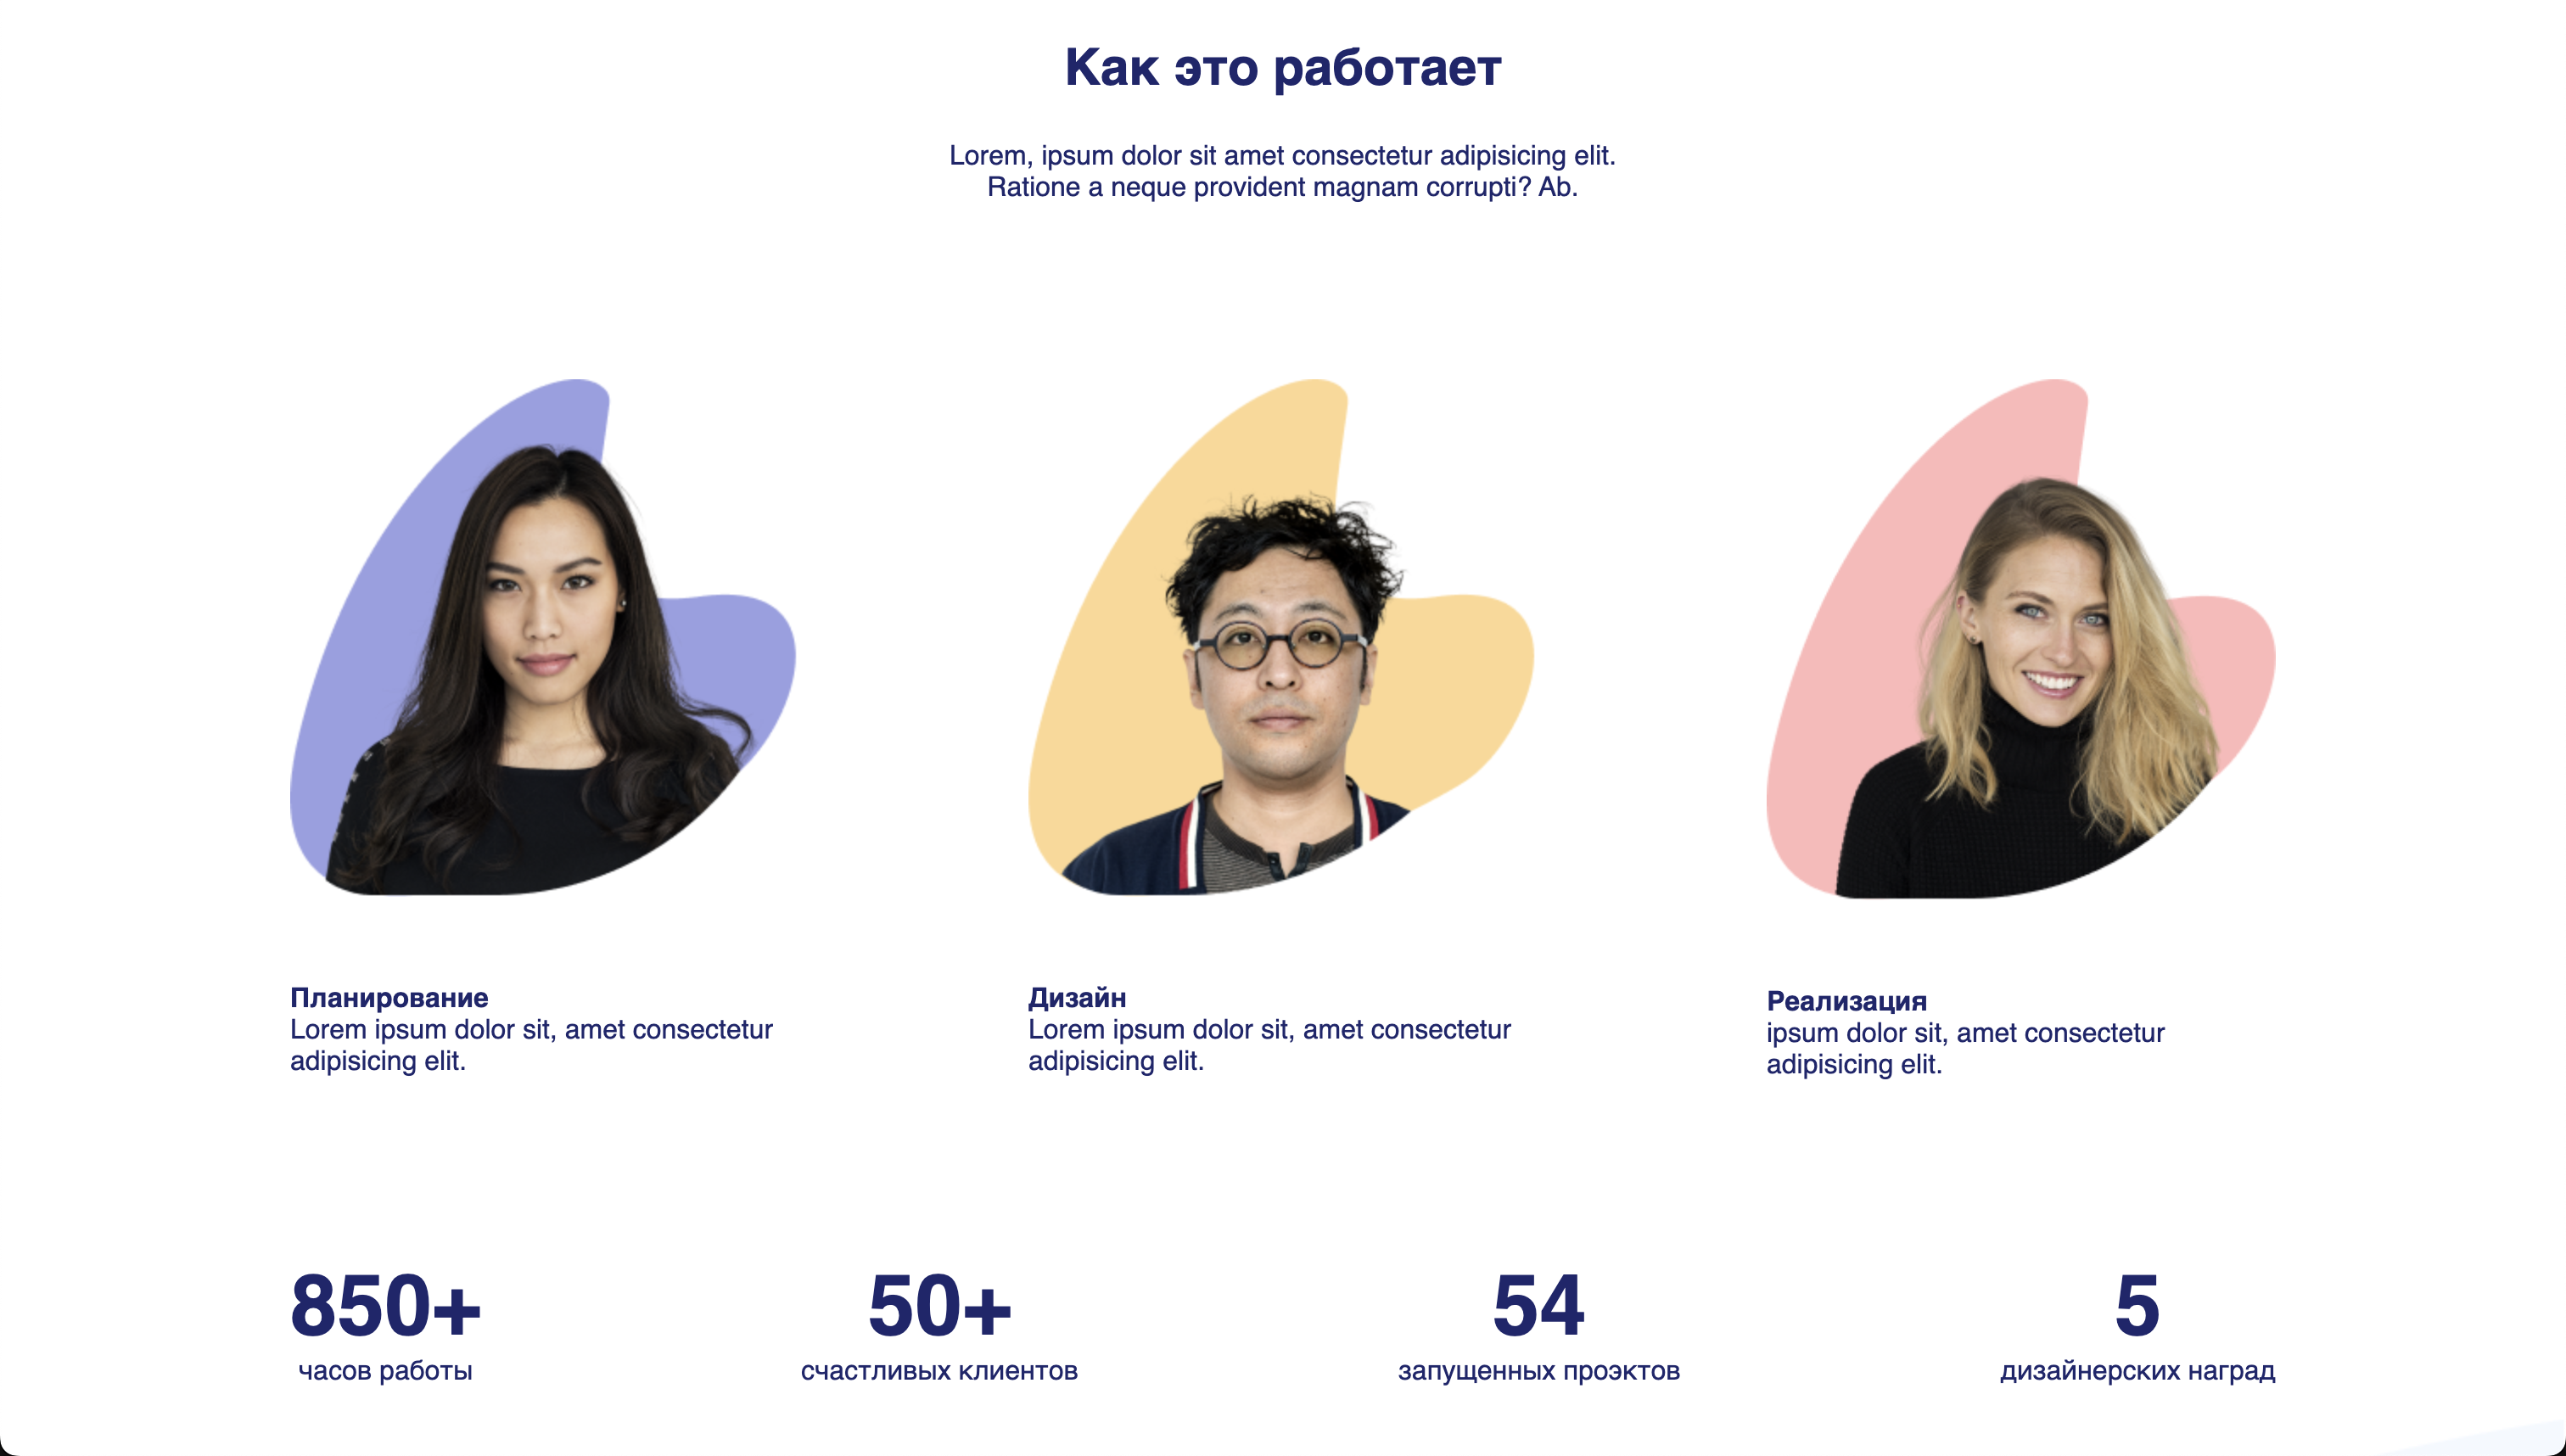 Как это работает
Lorem, ipsum dolor sit amet consectetur adipisicing elit.
Ratione a neque provident magnam corrupti? Ab.
Планирование
Lorem ipsum dolor sit, amet consectetur
adipisicing elit.
Дизайн
Lorem ipsum dolor sit, amet consectetur
adipisicing elit.
Реализация
ipsum dolor sit, amet consectetur
adipisicing elit.
850+
часов работы
50+
счастливых клиентов
54
запущенных проэктов
5
дизайнерских наград